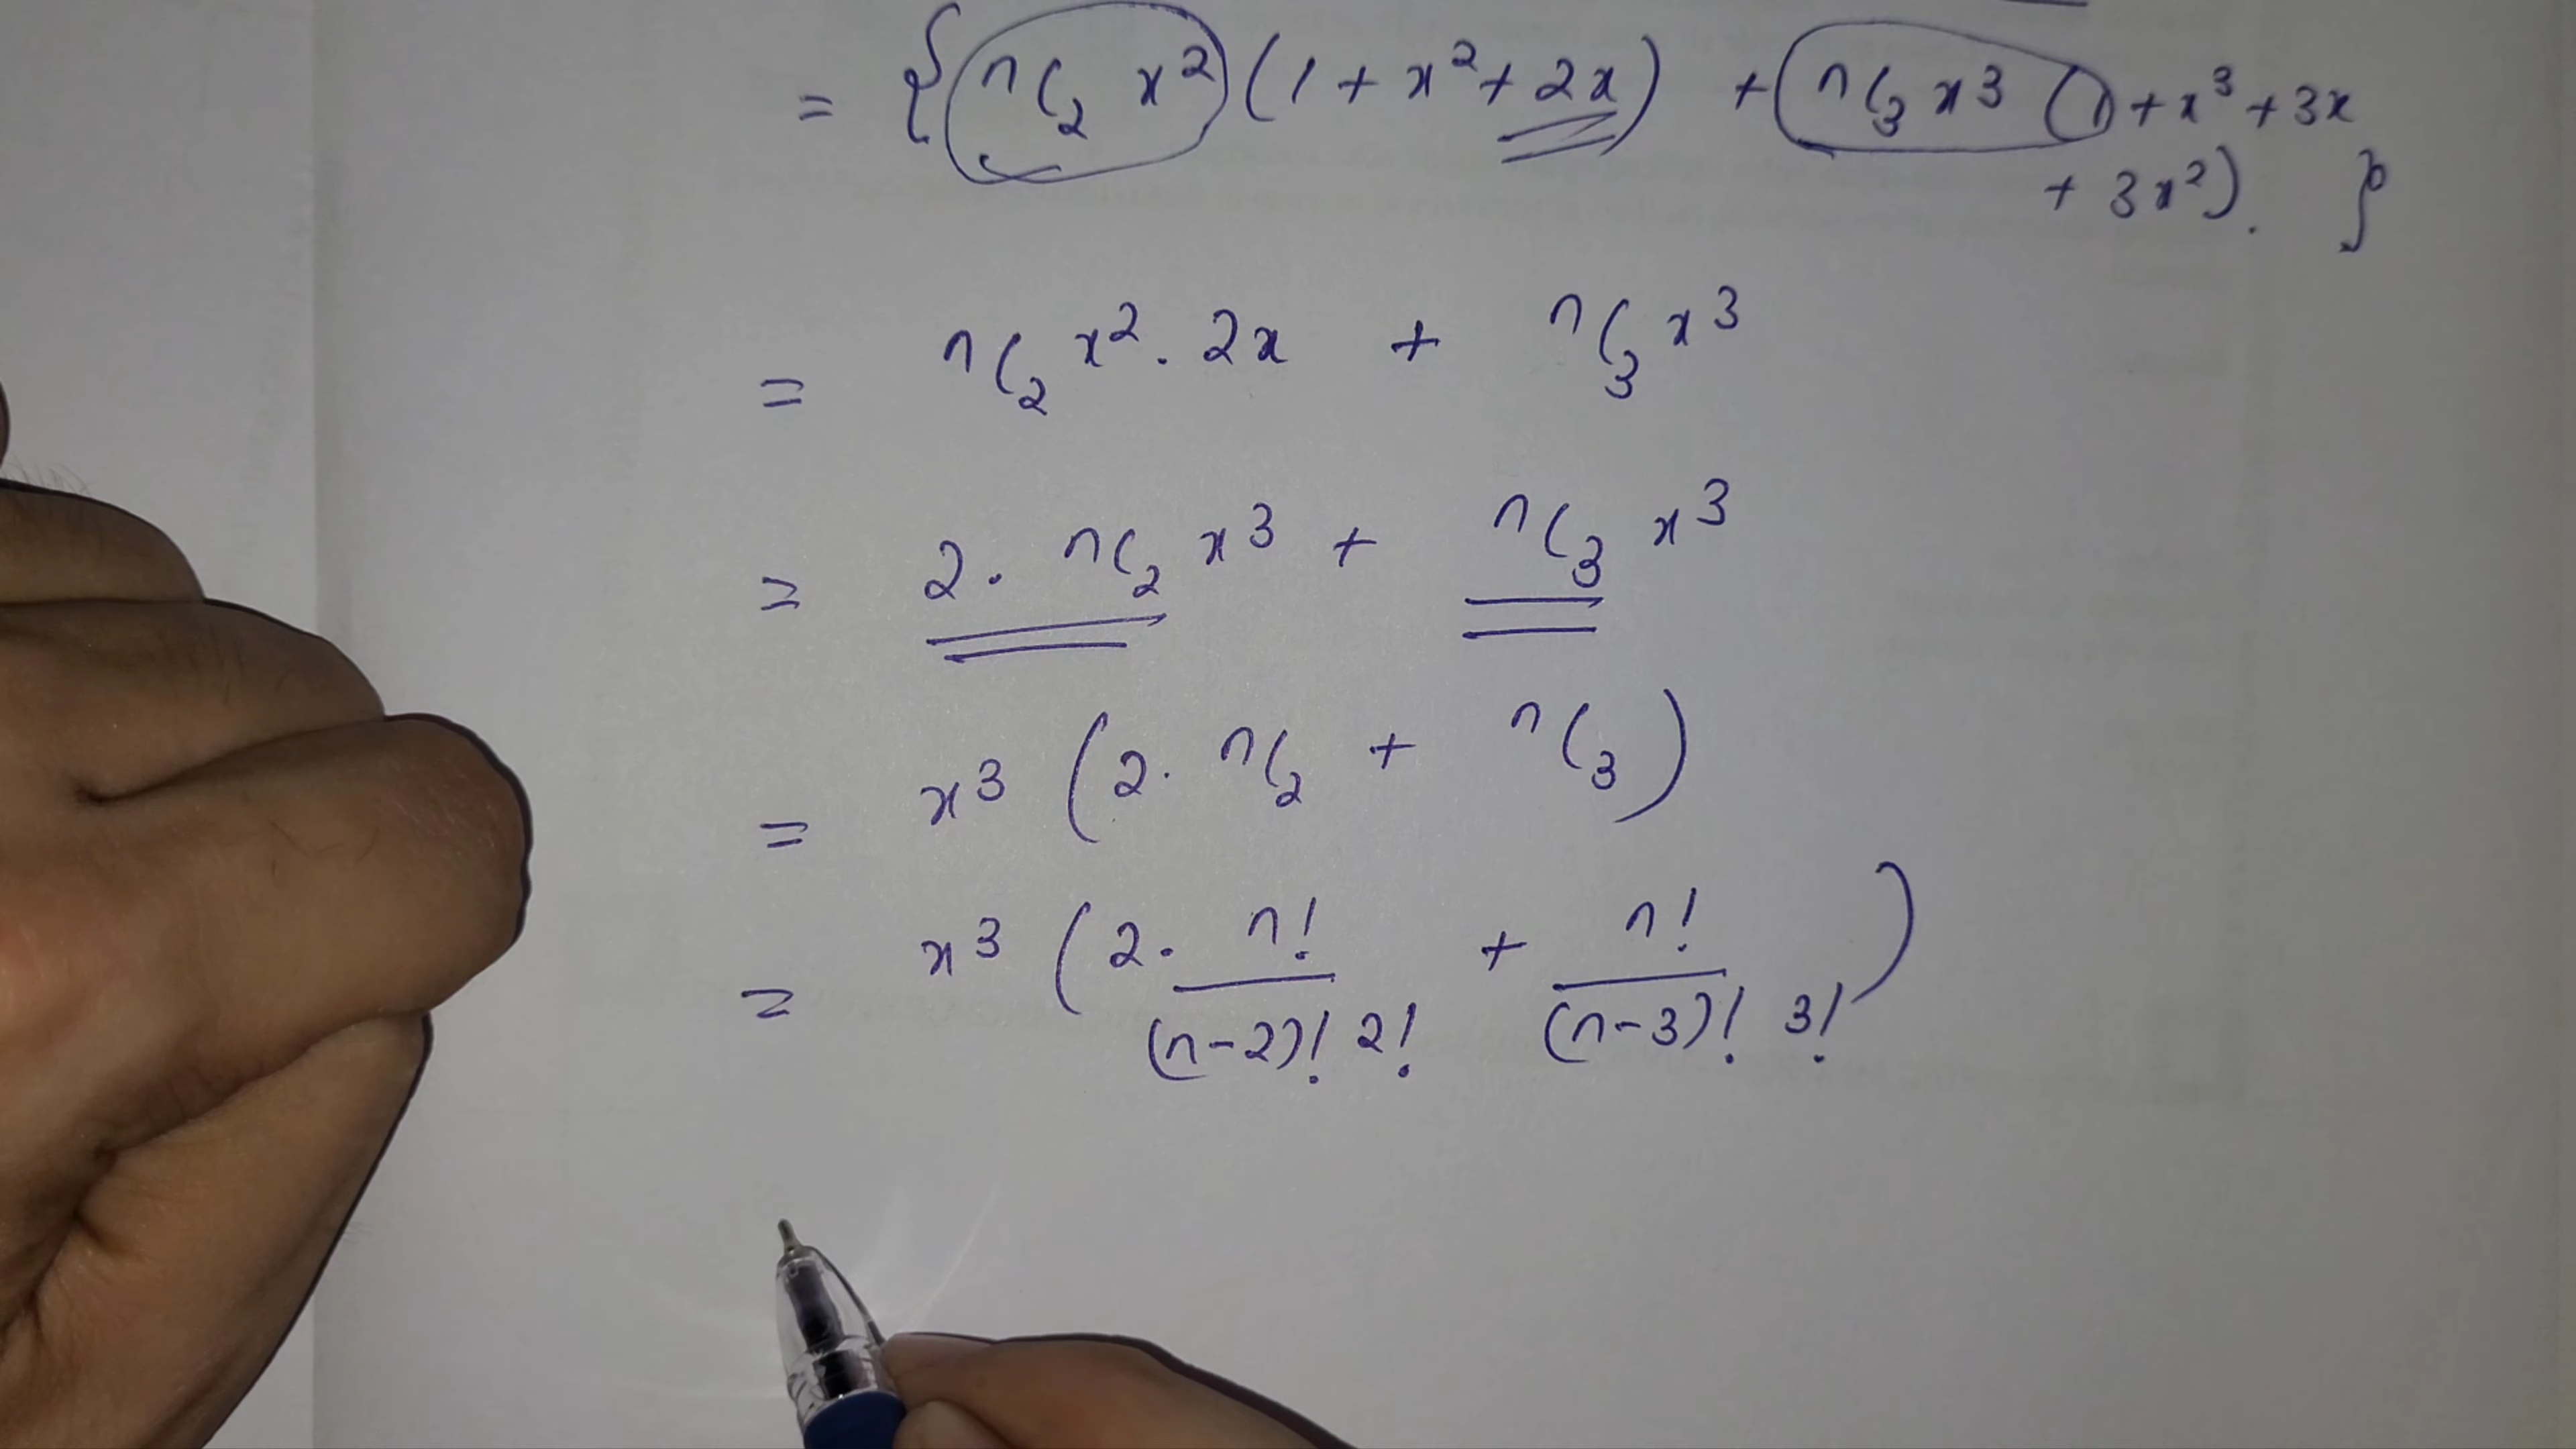 = { nC₂ x² (1 + x² + 2x) + nC₃ x³ (1 + x³ + 3x
+ 3x²). }
= nC₂ x² . 2x + nC₃ x³
= 2 . nC₂ x³ + nC₃ x³
= x³ (2 . nC₂ + nC₃)
= x³ (2 . n! / (n-2)! 2! + n! / (n-3)! 3!)